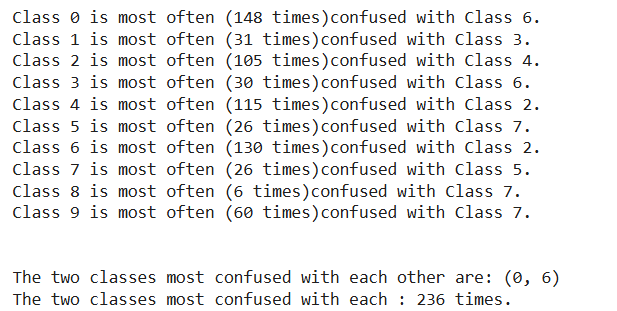 Class 0 is most often (148 times)confused with Class 6.
Class 1 is most often (31 times)confused with Class 3.
Class 2 is most often (105 times)confused with Class 4.
Class 3 is most often (30 times)confused with Class 6.
Class 4 is most often (115 times)confused with Class 2.
Class 5 is most often (26 times)confused with Class 7.
Class 6 is most often (130 times)confused with Class 2.
Class 7 is most often (26 times)confused with Class 5.
Class 8 is most often (6 times)confused with Class 7.
Class 9 is most often (60 times)confused with Class 7.
The two classes most confused with each other are: (0, 6)
The two classes most confused with each : 236 times.